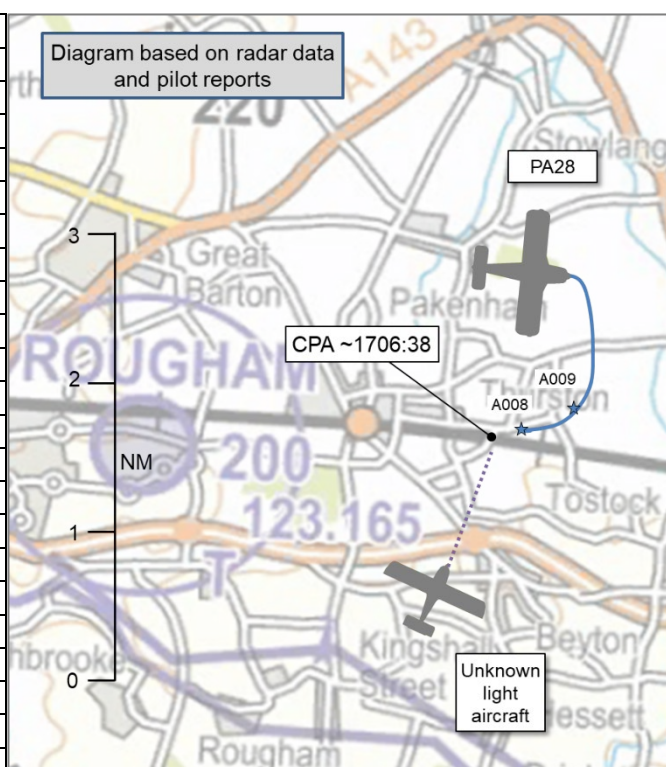 Diagram based on radar data
and pilot reports
A143
220
Stowlang
PA28
3
Great
Barton
Pakenham
CPA ~1706:38
ROUGHAM
2
Thurston
A009
A008
NM
200
123.165
Tostock
1
T
Kingshall
Street
Beyton
Unknown
light
aircraft
essett
nbrooke
0
Rougham